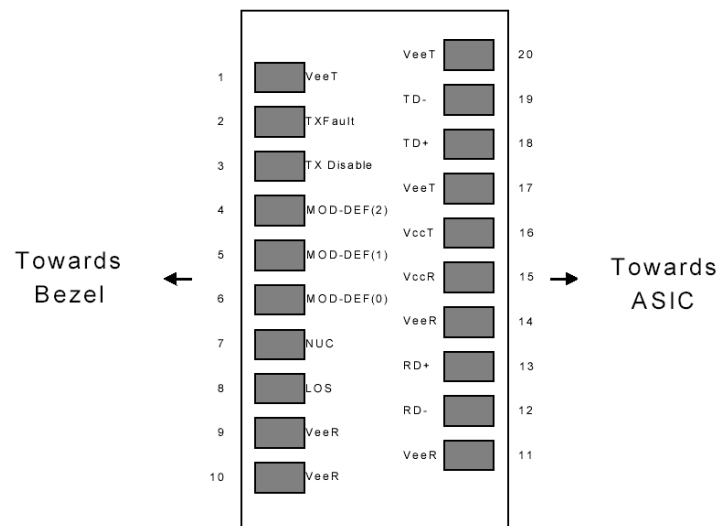 1 VeeT
2 TXFault
3 TX Disable
4 MOD-DEF(2)
5 MOD-DEF(1)
6 MOD-DEF(0)
7 NUC
8 LOS
9 VeeR
10 VeeR
VeeT 20
TD- 19
TD+ 18
VeeT 17
VccT 16
VccR 15
VeeR 14
RD+ 13
RD- 12
VeeR 11
Towards
Bezel
Towards
ASIC